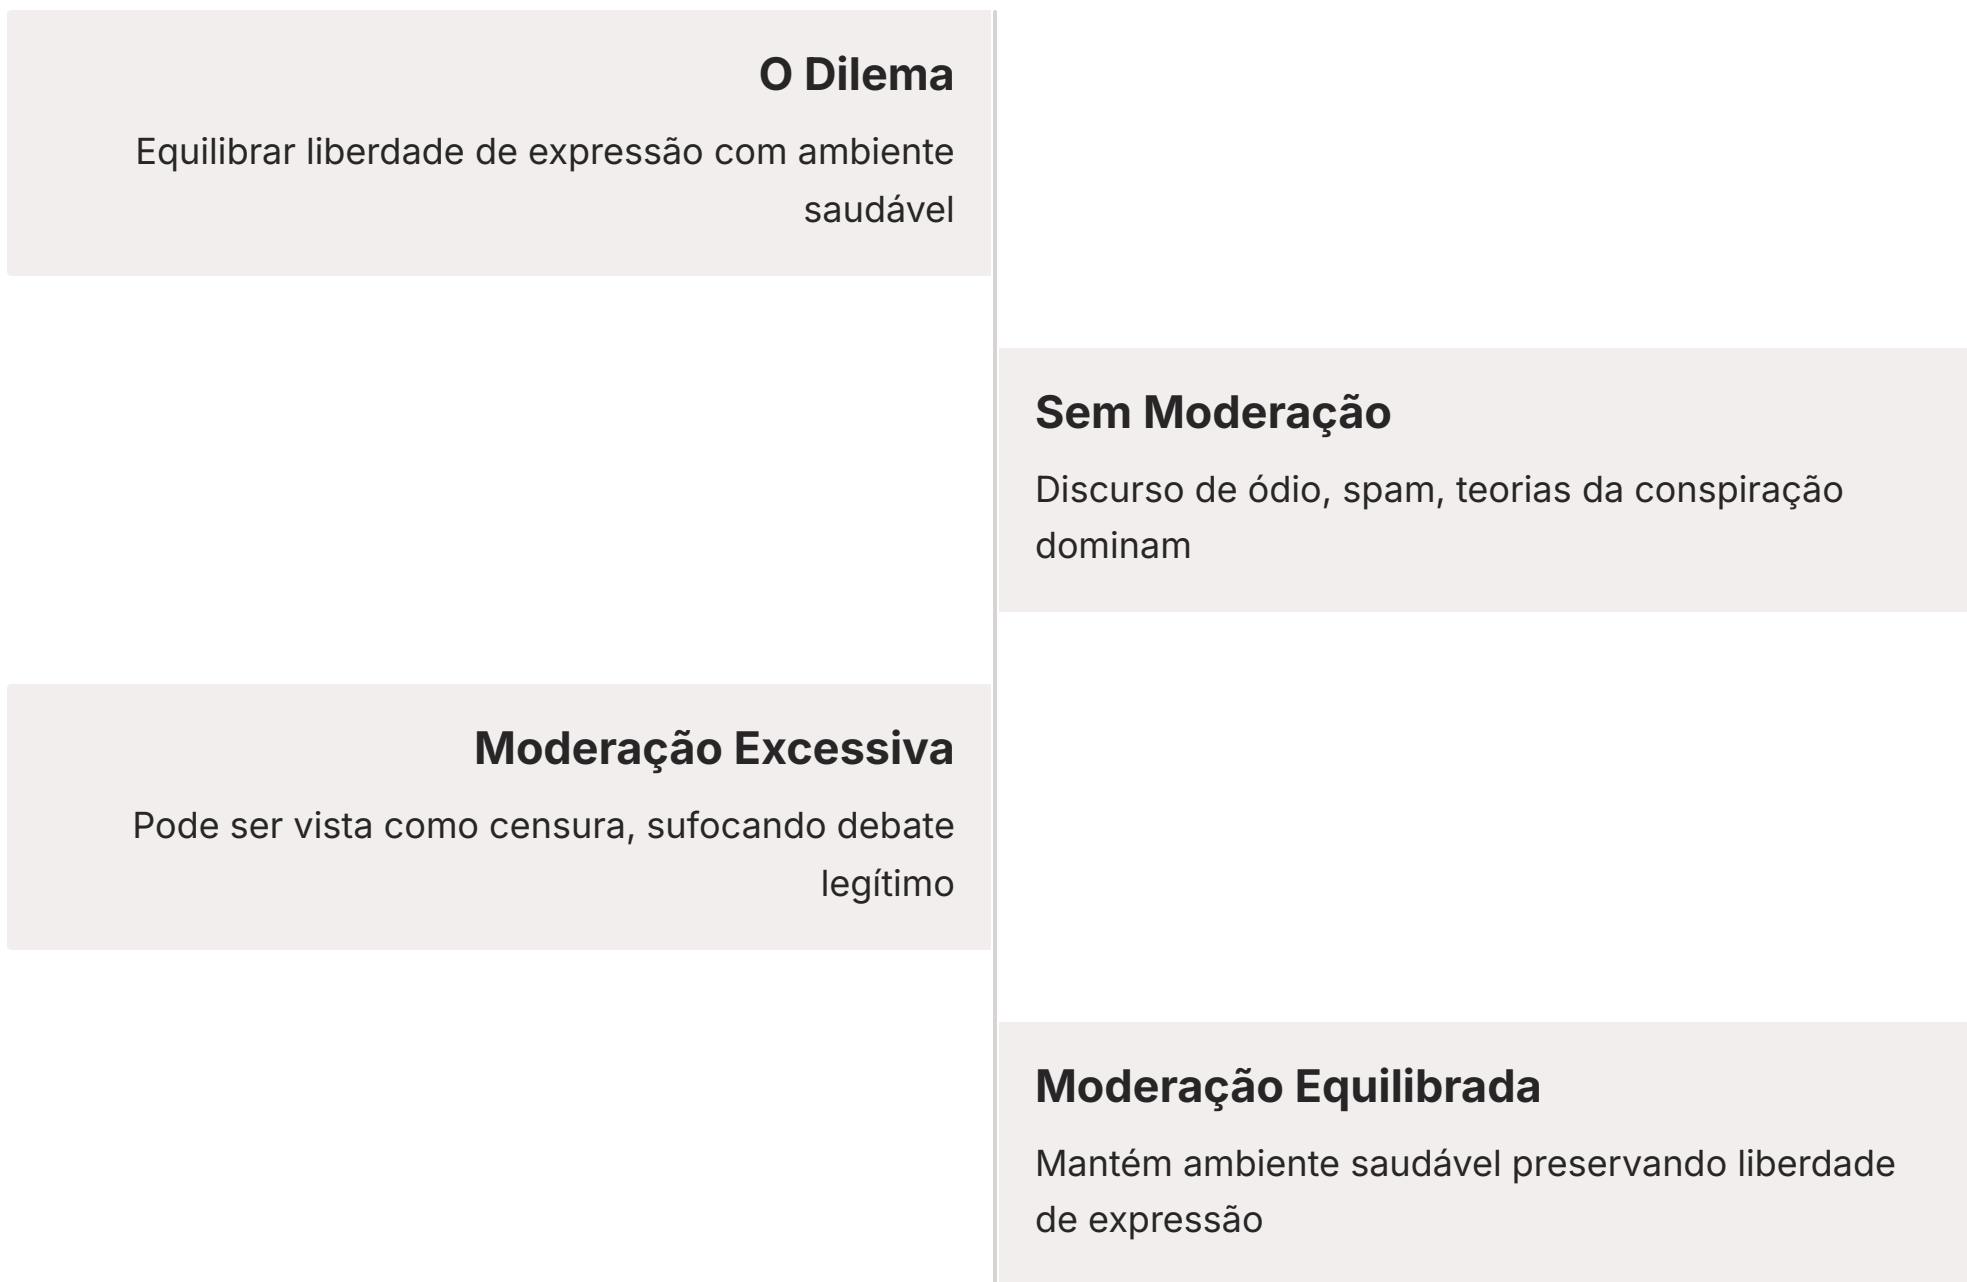 O Dilema
Equilibrar liberdade de expressão com ambiente
saudável
Sem Moderação
Discurso de ódio, spam, teorias da conspiração
dominam
Moderação Excessiva
Pode ser vista como censura, sufocando debate
legítimo
Moderação Equilibrada
Mantém ambiente saudável preservando liberdade
de expressão